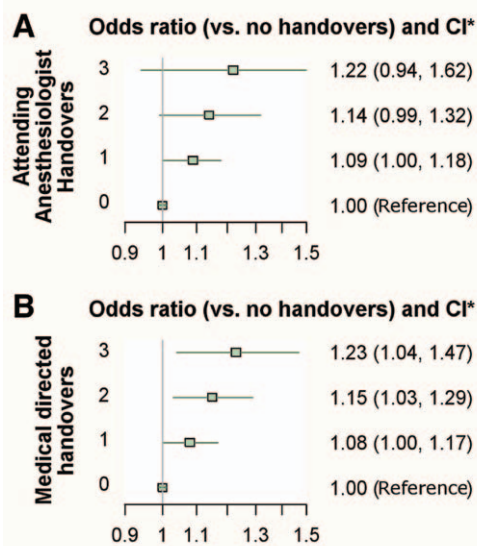 A
Odds ratio (vs. no handovers) and CI*
Attending
Anesthesiologist
Handovers
3
1.22 (0.94, 1.62)
2
1.14 (0.99, 1.32)
1
1.09 (1.00, 1.18)
0
1.00 (Reference)
0.9 1 1.1 1.3 1.5
B
Odds ratio (vs. no handovers) and CI*
Medical directed
handovers
3
1.23 (1.04, 1.47)
2
1.15 (1.03, 1.29)
1
1.08 (1.00, 1.17)
0
1.00 (Reference)
0.9 1 1.1 1.3 1.5